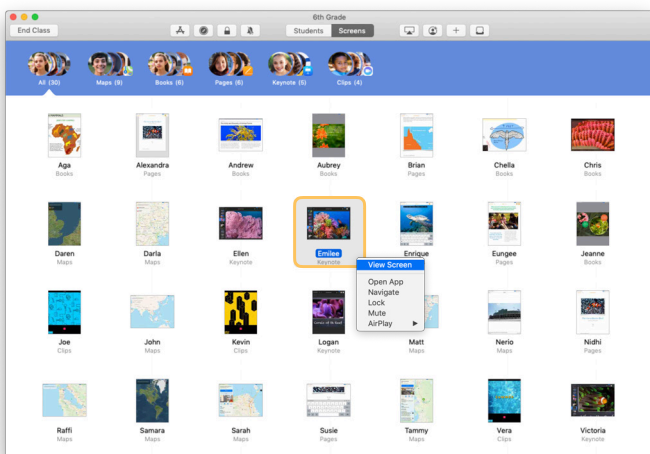 6th Grade
End Class
Students Screens
All (30) Maps (9) Books (6) Pages (6) Keynote (5) Clips (4)
Aga Alexandra Andrew Aubrey Brian Chella Chris
Books Pages Books Books Pages Books Books
Daren Darla Ellen Emilee Enrique Eungee Jeanne
Maps Maps Keynote Keynote Pages Books
View Screen
Open App
Navigate
Lock
Mute
AirPlay
Joe John Kevin Logan Matt Nerio Nidhi
Clips Maps Clips Keynote Maps Maps Pages
Raffi Samara Sarah Susie Tammy Vera Victoria
Maps Maps Maps Pages Maps Clips Keynote